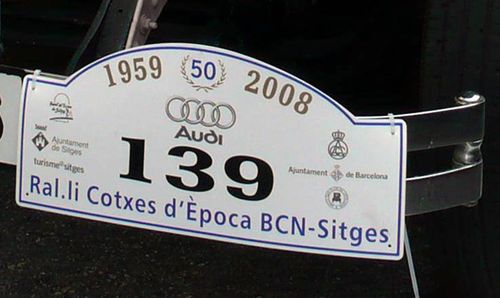 1959 50 2008
Audi
139
Ajuntament
de Sitges
turisme@sitges
Ajuntament de Barcelona
Ral.li Cotxes d'Època BCN-Sitges